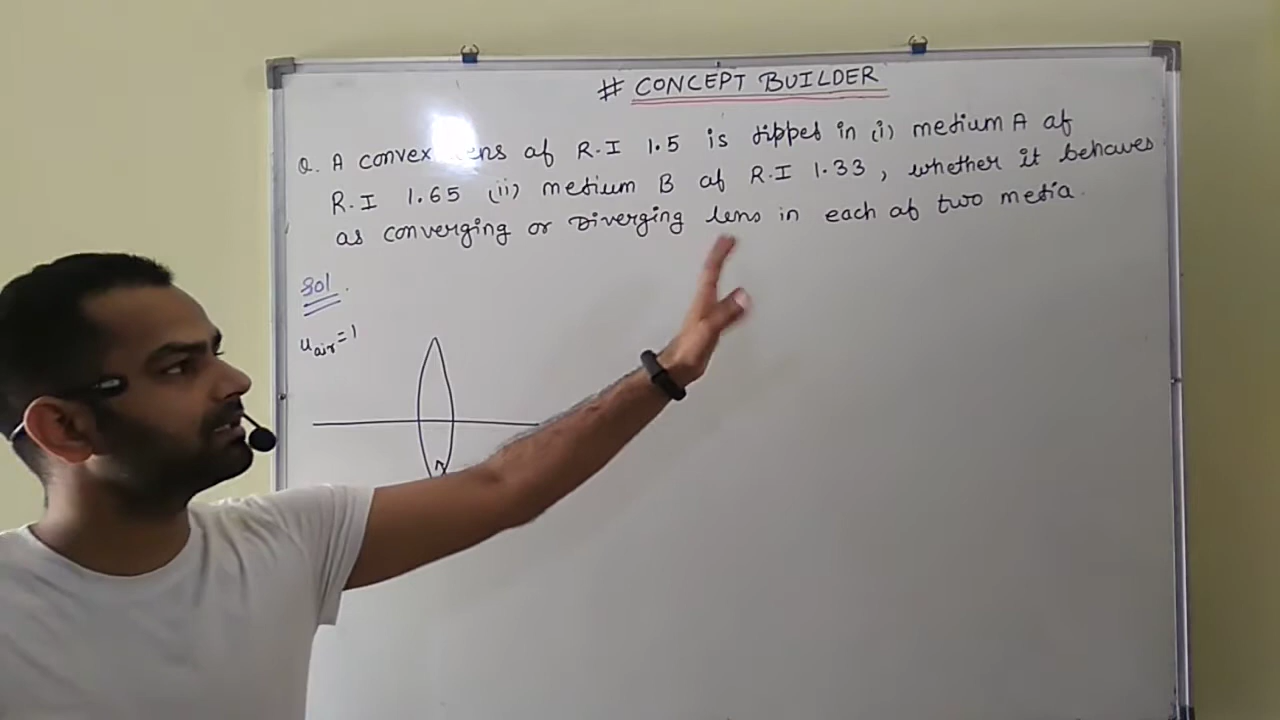 # CONCEPT BUILDER
Q. A convex lens of R.I 1.5 is dipped in (i) medium A of
R.I 1.65 (ii) medium B of R.I 1.33, whether it behaves
as converging or Diverging lens in each of two media.
Sol.
u air = 1